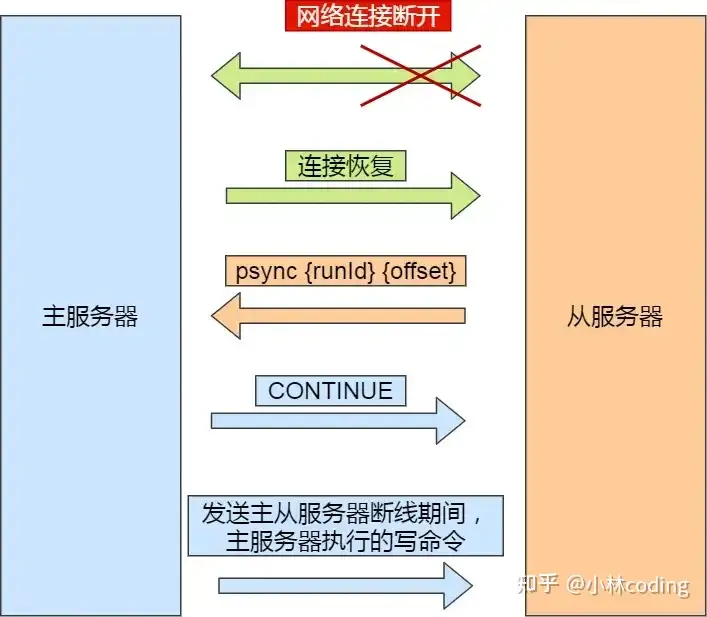 网络连接断开
连接恢复
psync {runId} {offset}
主服务器
从服务器
CONTINUE
发送主从服务器断线期间，
主服务器执行的写命令
知乎 @小林coding